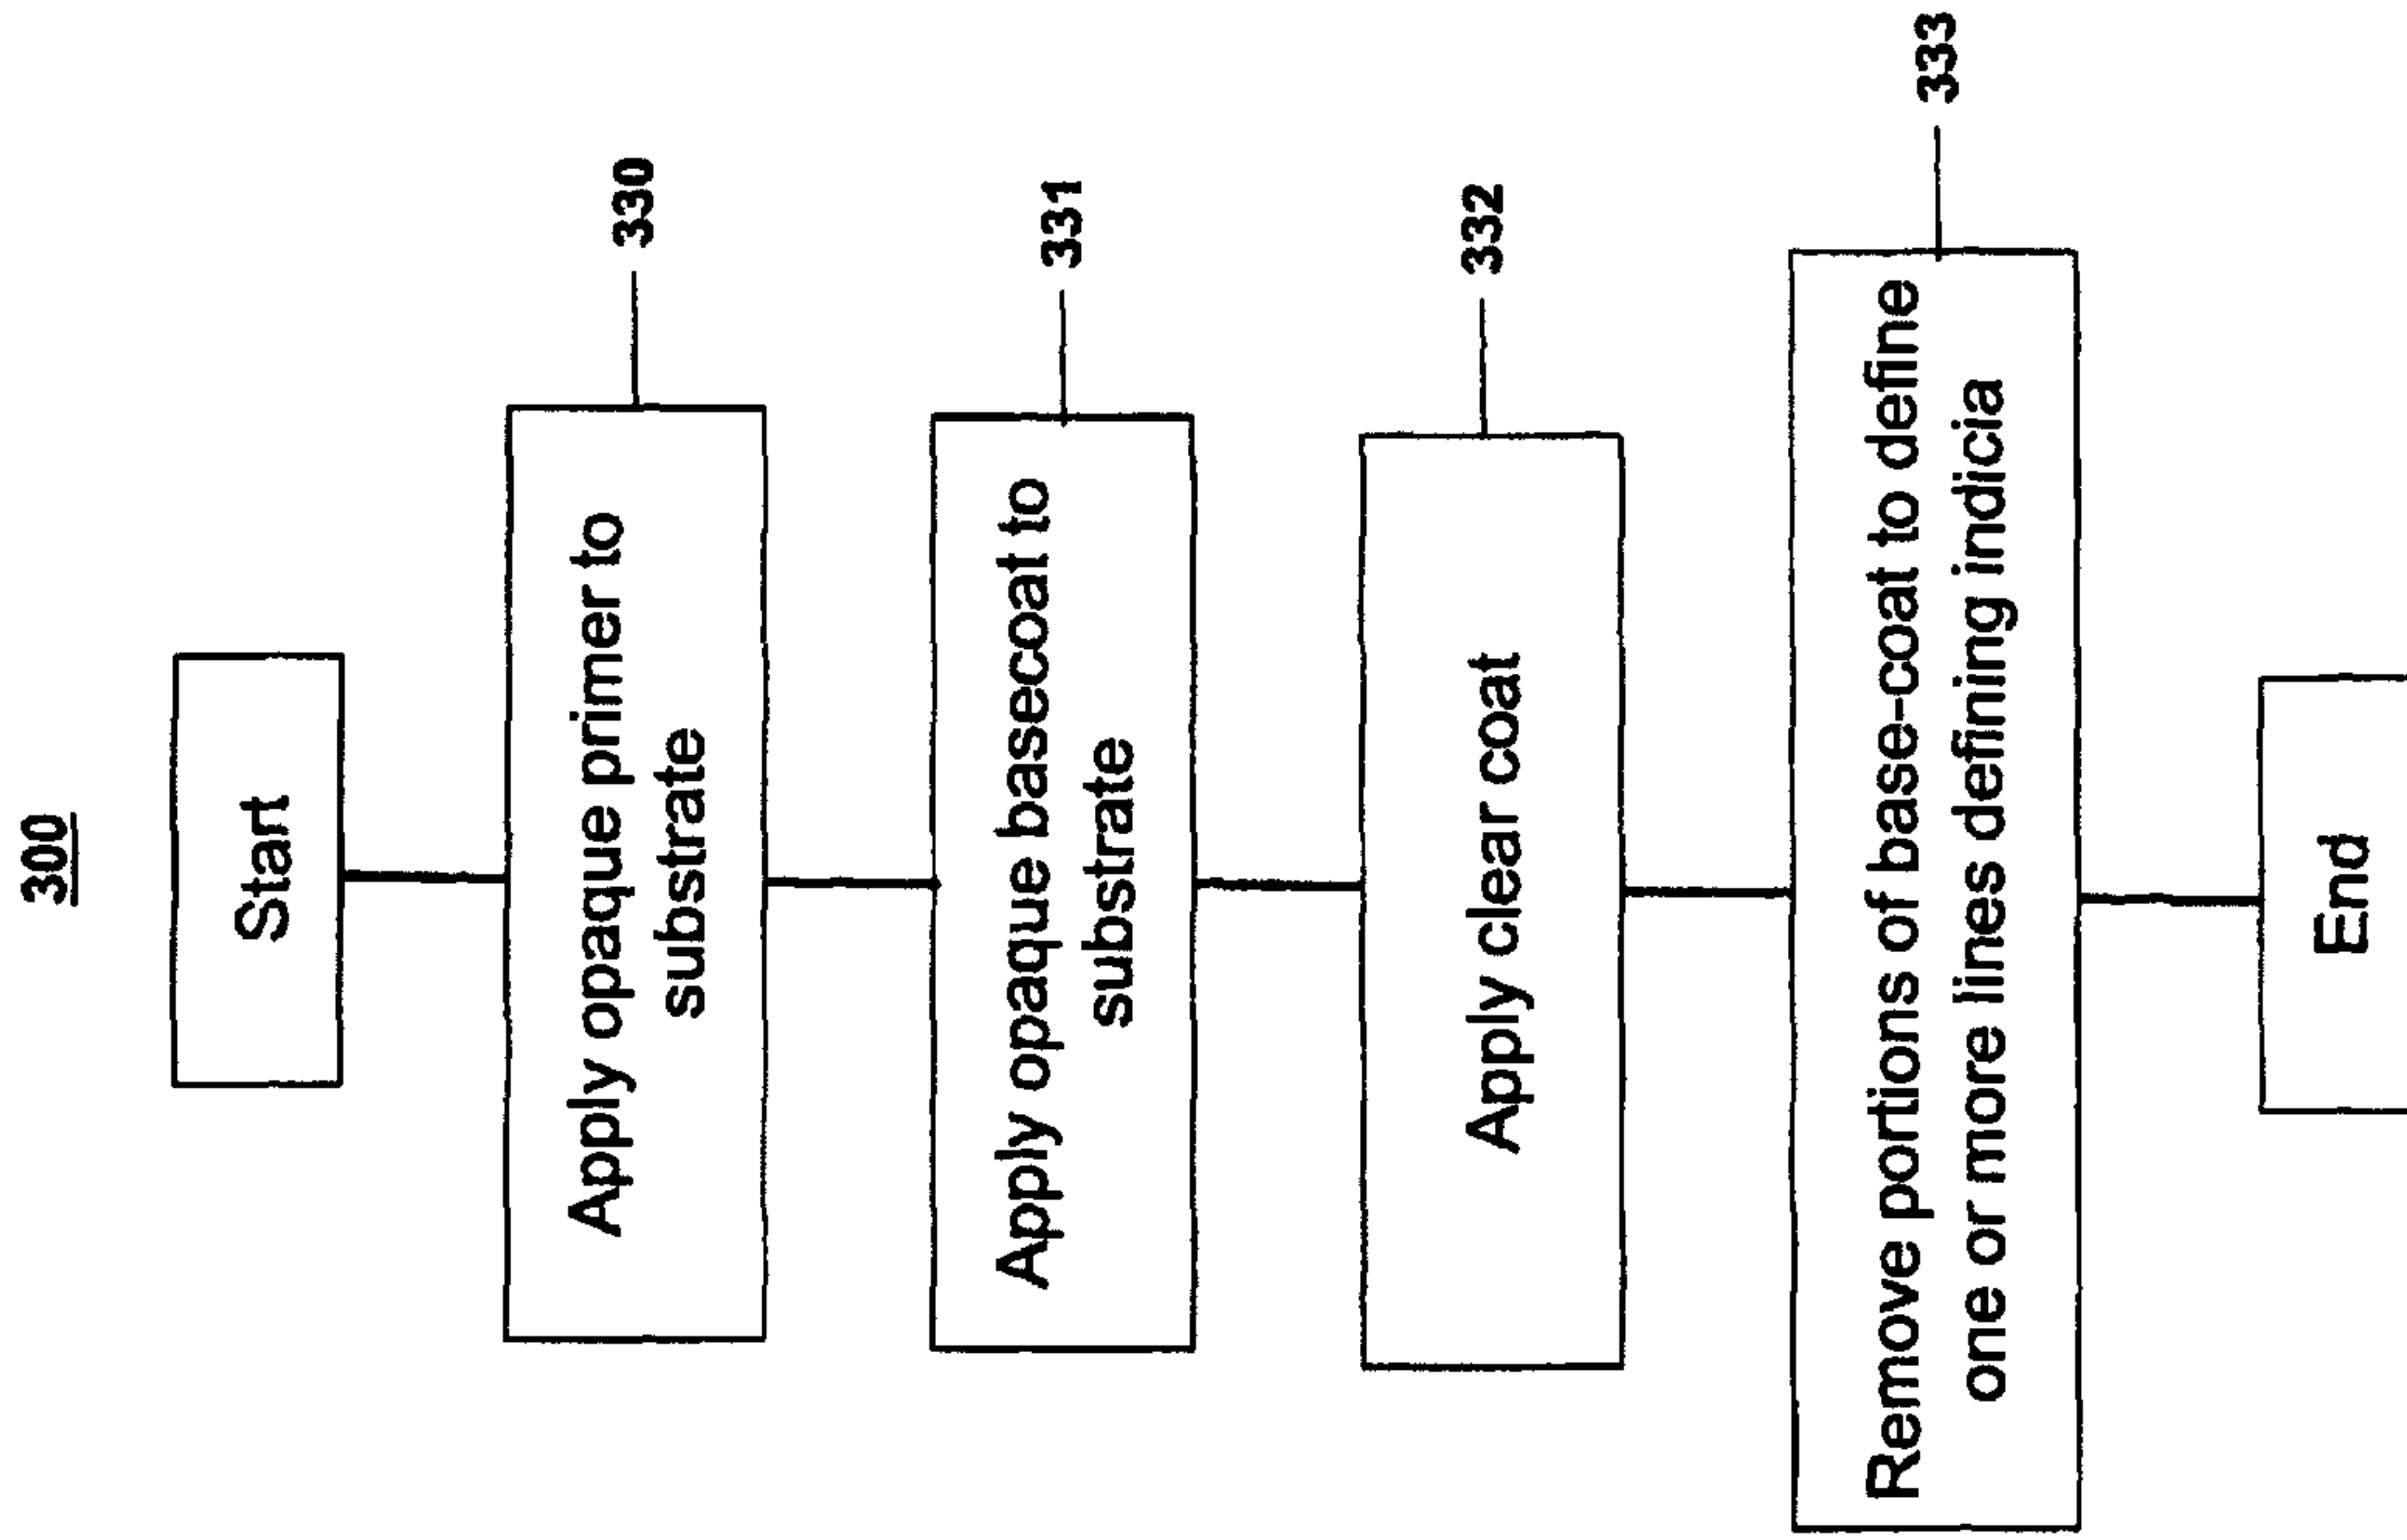 300
Start
Apply opaque primer to
substrate
330
Apply opaque basecoat to
substrate
331
Apply clear coat
332
Remove portions of base-coat to define
one or more lines defining indicia
333
End